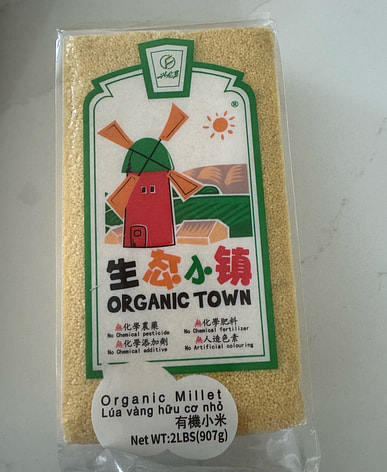 ®
生态小镇
ORGANIC TOWN
無化學農藥 無化學肥料
No Chemical pesticide No Chemical fertilizer
無化學添加劑 無人造色素
No Chemical additive No Artificial colouring
Organic Millet
Lúa vàng hữu cơ nhỏ
有機小米
Net WT:2LBS(907g)